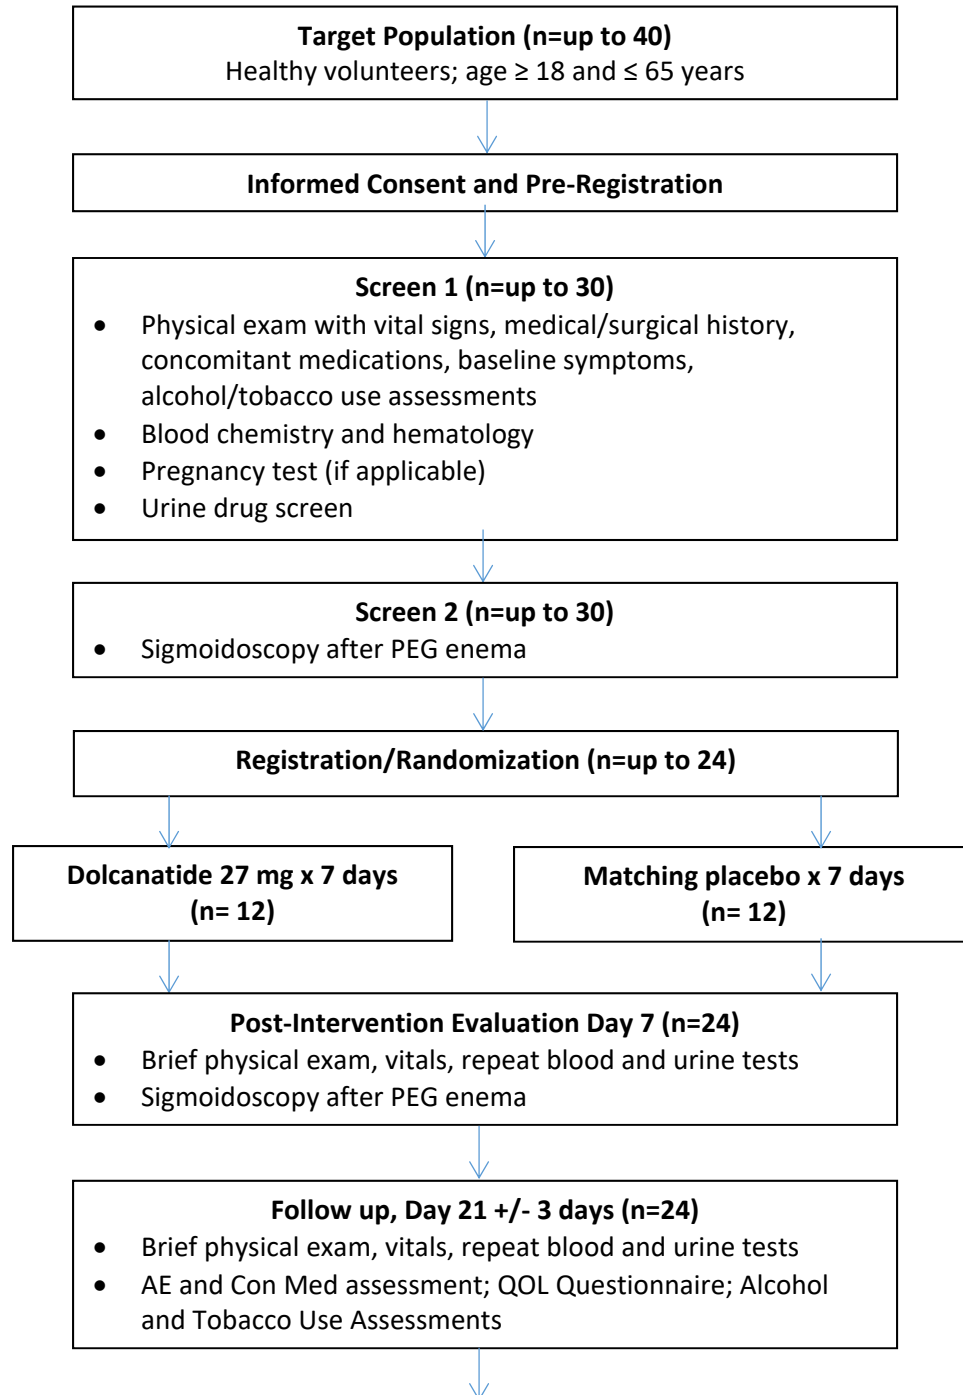 Target Population (n=up to 40)
Healthy volunteers; age ≥ 18 and ≤ 65 years
Informed Consent and Pre-Registration
Screen 1 (n=up to 30)
• Physical exam with vital signs, medical/surgical history,
concomitant medications, baseline symptoms,
alcohol/tobacco use assessments
• Blood chemistry and hematology
• Pregnancy test (if applicable)
• Urine drug screen
Screen 2 (n=up to 30)
• Sigmoidoscopy after PEG enema
Registration/Randomization (n=up to 24)
Dolcanatide 27 mg x 7 days
(n= 12)
Matching placebo x 7 days
(n= 12)
Post-Intervention Evaluation Day 7 (n=24)
• Brief physical exam, vitals, repeat blood and urine tests
• Sigmoidoscopy after PEG enema
Follow up, Day 21 +/- 3 days (n=24)
• Brief physical exam, vitals, repeat blood and urine tests
• AE and Con Med assessment; QOL Questionnaire; Alcohol
and Tobacco Use Assessments